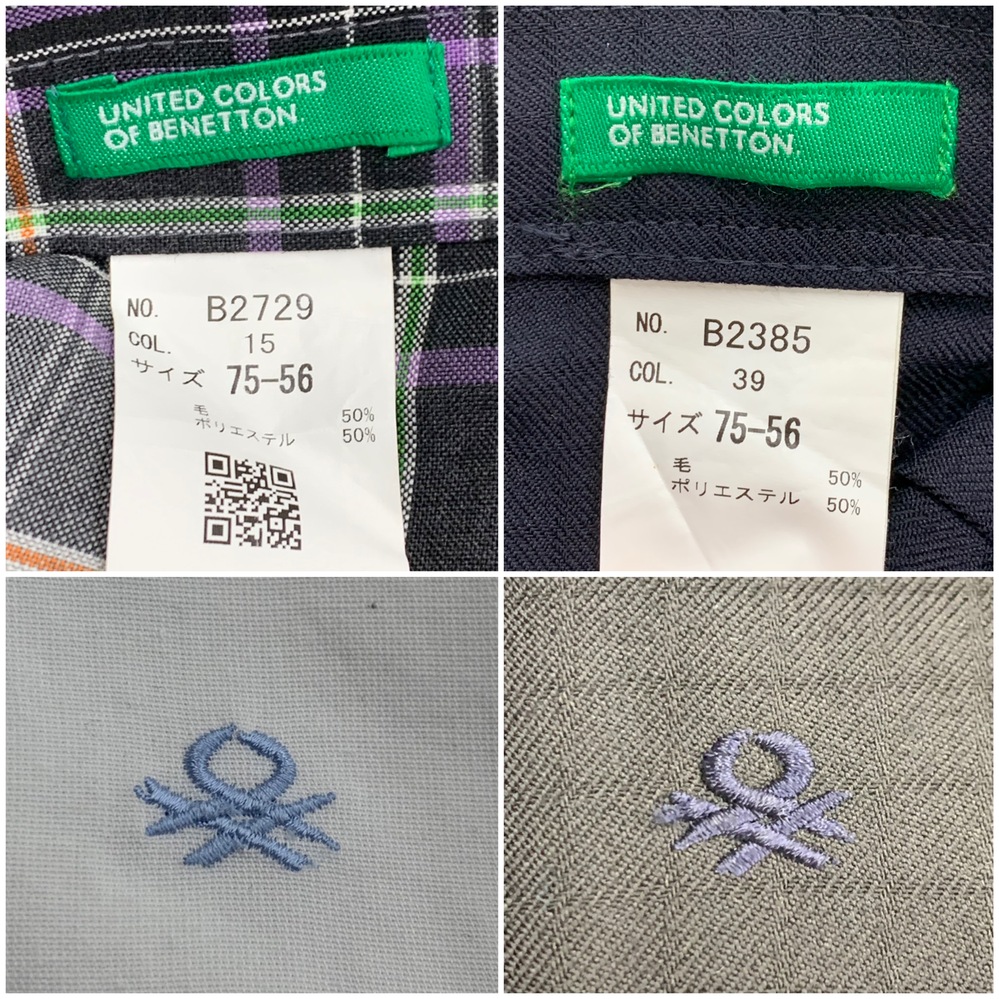 UNITED COLORS
OF BENETTON
NO. B2729
COL. 15
サイズ 75-56
毛 50%
ポリエステル 50%
UNITED COLORS
OF BENETTON.
NO. B2385
COL. 39
サイズ 75-56
毛 50%
ポリエステル 50%